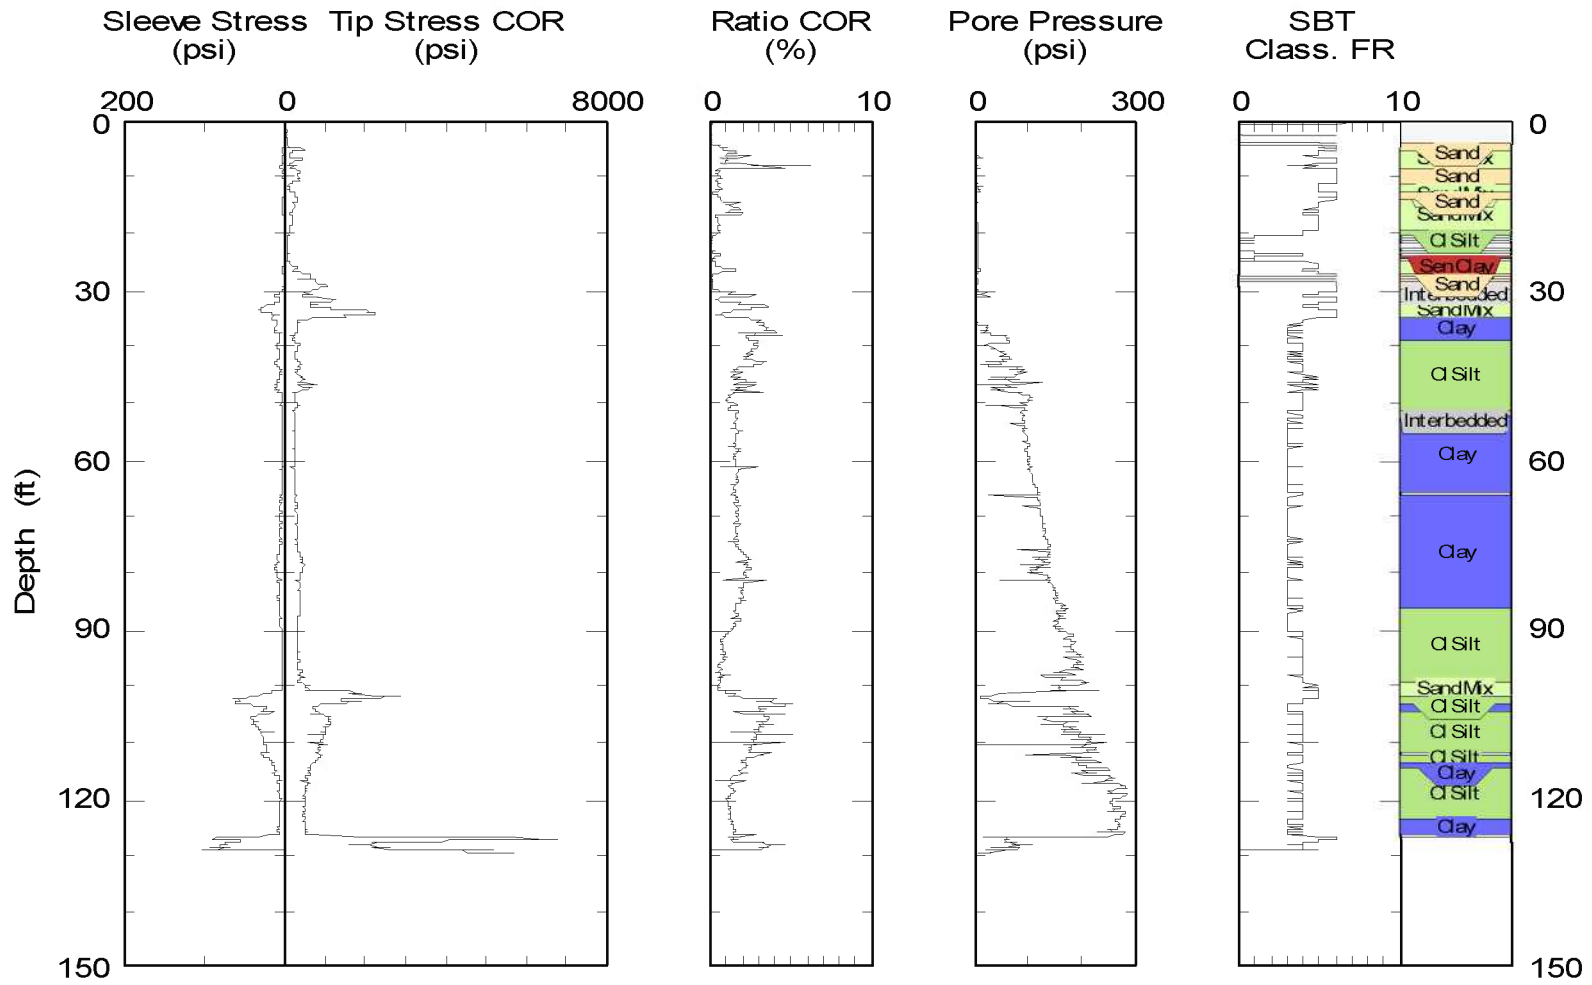 Sleeve Stress Tip Stress COR Ratio COR Pore Pressure SBT
(psi) (psi) (%) (psi) Class. FR
200 0 8000 0 10 0 300 0 10
0 0
Sand
SandMix
Sand
SandMix
Sand
SandMix
Cl Silt
SenClay
Sand
30 Interbedded 30
SandMix
Clay
Cl Silt
Interbedded
60 Clay 60
Clay
Depth (ft)
90 90
Cl Silt
SandMix
Cl Silt
Cl Silt
Cl Silt
Clay
120 Cl Silt 120
Clay
150 150